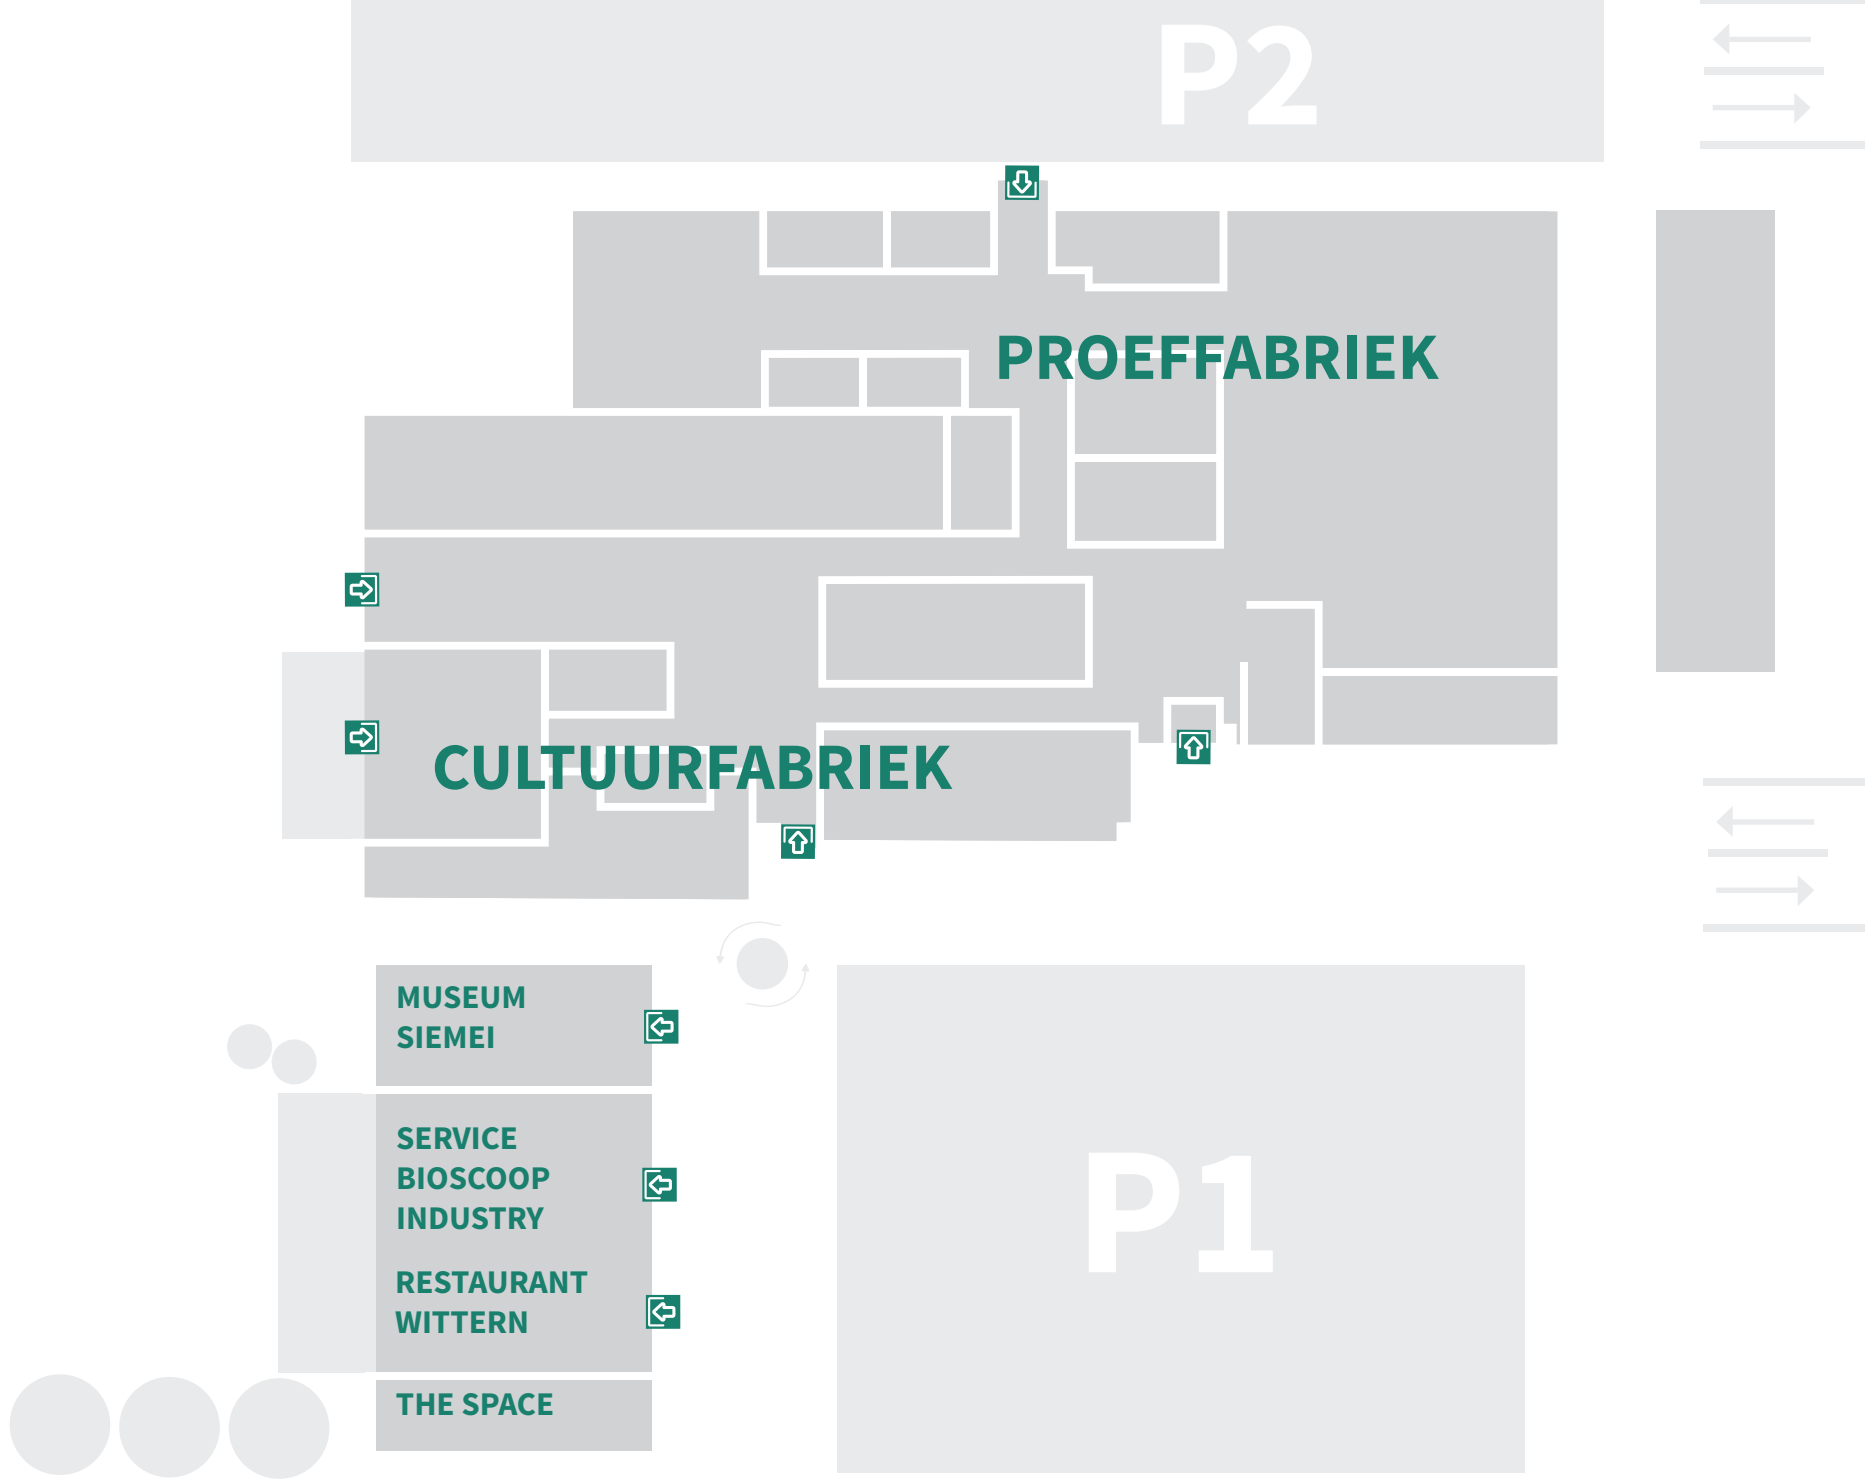 P2
PROEFFABRIEK
CULTUURFABRIEK
MUSEUM
SIEMEI
SERVICE
BIOSCOOP
INDUSTRY
RESTAURANT
WITTERN
THE SPACE
P1